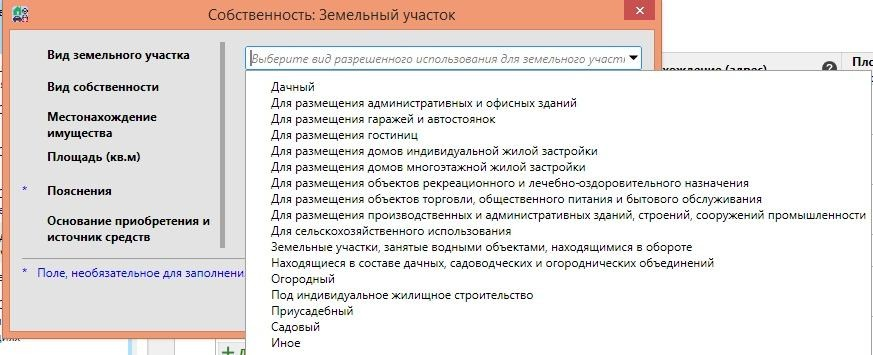 Собственность: Земельный участок
Вид земельного участка
Выберите вид разрешенного использования для земельного участ
Вид собственности
Местонахождение
имущества
Площадь (кв.м)
* Пояснения
Основание приобретения и
источник средств
* Поле, необязательное для заполнени
Дачный
Для размещения административных и офисных зданий
Для размещения гаражей и автостоянок
Для размещения гостиниц
Для размещения домов индивидуальной жилой застройки
Для размещения домов многоэтажной жилой застройки
Для размещения объектов рекреационного и лечебно-оздоровительного назначения
Для размещения объектов торговли, общественного питания и бытового обслуживания
Для размещения производственных и административных зданий, строений, сооружений промышленности
Для сельскохозяйственного использования
Земельные участки, занятые водными объектами, находящимися в обороте
Находящиеся в составе дачных, садоводческих и огороднических объединений
Огородный
Под индивидуальное жилищное строительство
Приусадебный
Садовый
Иное
хождение (адрес)
Пло